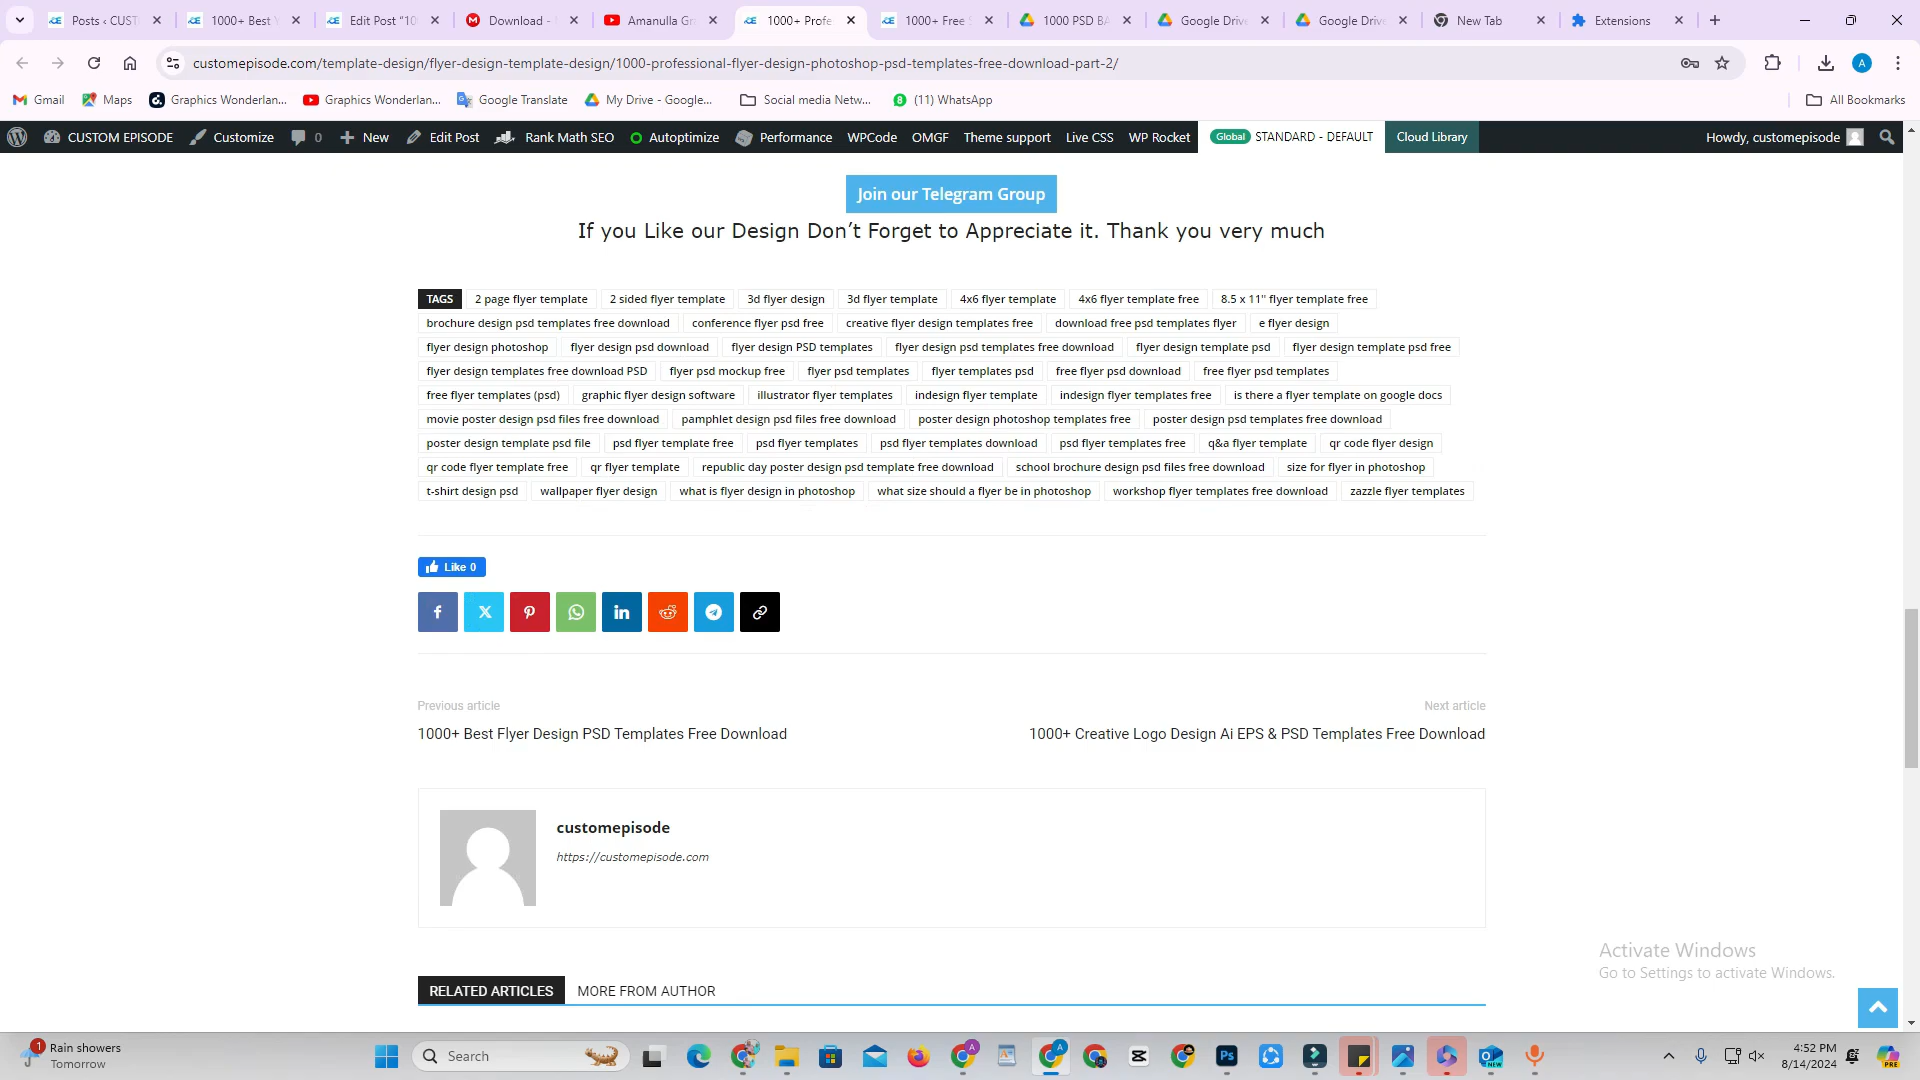 Posts ‹ CUST
1000+ Best V
Edit Post "10
Download -
Amanulla Gr
1000+ Profe
1000+ Free S
1000 PSD BA
Google Drive
Google Drive
New Tab
Extensions
customepisode.com/template-design/flyer-design-template-design/1000-professional-flyer-design-photoshop-psd-templates-free-download-part-2/
A
Gmail
Maps
Graphics Wonderlan...
Graphics Wonderlan...
Google Translate
My Drive - Google...
Social media Netw...
(11) WhatsApp
All Bookmarks
CUSTOM EPISODE
Customize
0
New
Edit Post
Rank Math SEO
Autoptimize
Performance
WPCode
OMGF
Theme support
Live CSS
WP Rocket
Global STANDARD - DEFAULT
Cloud Library
Howdy, customepisode
Join our Telegram Group
If you Like our Design Don’t Forget to Appreciate it. Thank you very much
TAGS 2 page flyer template 2 sided flyer template 3d flyer design 3d flyer template 4x6 flyer template 4x6 flyer template free 8.5 x 11" flyer template free
brochure design psd templates free download conference flyer psd free creative flyer design templates free download free psd templates flyer e flyer design
flyer design photoshop flyer design psd download flyer design PSD templates flyer design psd templates free download flyer design template psd flyer design template psd free
flyer design templates free download PSD flyer psd mockup free flyer psd templates flyer templates psd free flyer psd download free flyer psd templates
free flyer templates (psd) graphic flyer design software illustrator flyer templates indesign flyer template indesign flyer templates free is there a flyer template on google docs
movie poster design psd files free download pamphlet design psd files free download poster design photoshop templates free poster design psd templates free download
poster design template psd file psd flyer template free psd flyer templates psd flyer templates download psd flyer templates free q&a flyer template qr code flyer design
qr code flyer template free qr flyer template republic day poster design psd template free download school brochure design psd files free download size for flyer in photoshop
t-shirt design psd wallpaper flyer design what is flyer design in photoshop what size should a flyer be in photoshop workshop flyer templates free download zazzle flyer templates
Like 0
Previous article
Next article
1000+ Best Flyer Design PSD Templates Free Download
1000+ Creative Logo Design Ai EPS & PSD Templates Free Download
customepisode
https://customepisode.com
Activate Windows
Go to Settings to activate Windows.
RELATED ARTICLES
MORE FROM AUTHOR
1
Rain showers
Tomorrow
Search
4:52 PM
8/14/2024